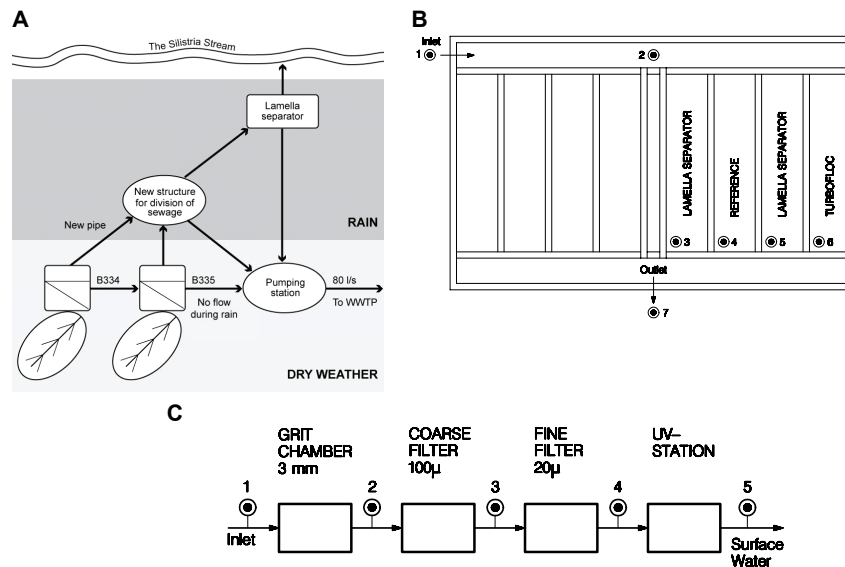 A
The Silistria Stream
Lamella
separator
New structure
for division of
sewage
RAIN
New pipe
B334
B335
No flow
during rain
Pumping
station
80 l/s
To WWTP
DRY WEATHER
B
Inlet
1
2
LAMELLA SEPARATOR
REFERENCE
LAMELLA SEPARATOR
TURBOFLOC
3
4
5
6
Outlet
7
C
GRIT
CHAMBER
3 mm
COARSE
FILTER
100µ
FINE
FILTER
20µ
UV–
STATION
1
2
3
4
5
Inlet
Surface
Water